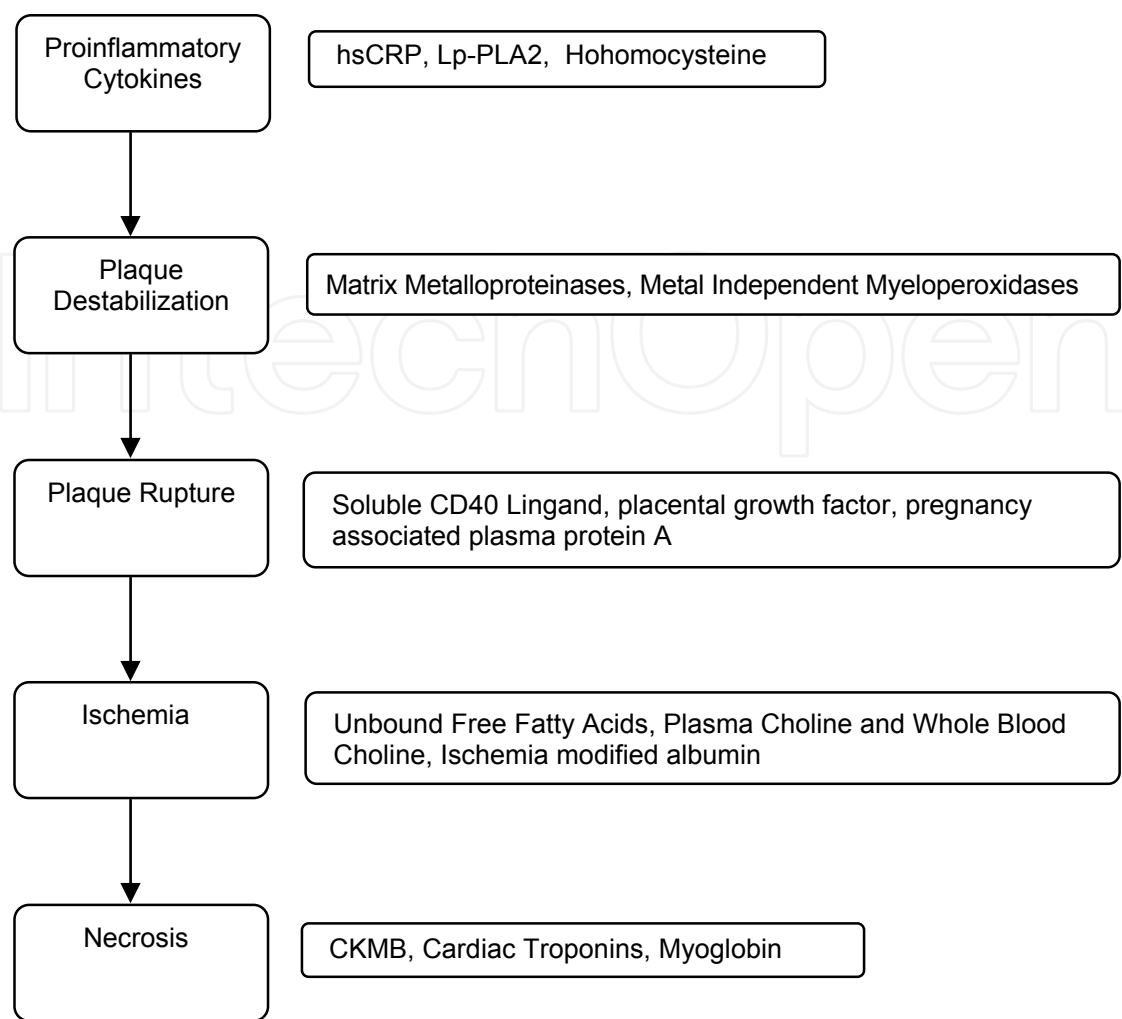 Proinflammatory
Cytokines
hsCRP, Lp-PLA2, Hohomocysteine
Plaque
Destabilization
Matrix Metalloproteinases, Metal Independent Myeloperoxidases
IntechOpen
Plaque Rupture
Soluble CD40 Lingand, placental growth factor, pregnancy
associated plasma protein A
Ischemia
Unbound Free Fatty Acids, Plasma Choline and Whole Blood
Choline, Ischemia modified albumin
Necrosis
CKMB, Cardiac Troponins, Myoglobin